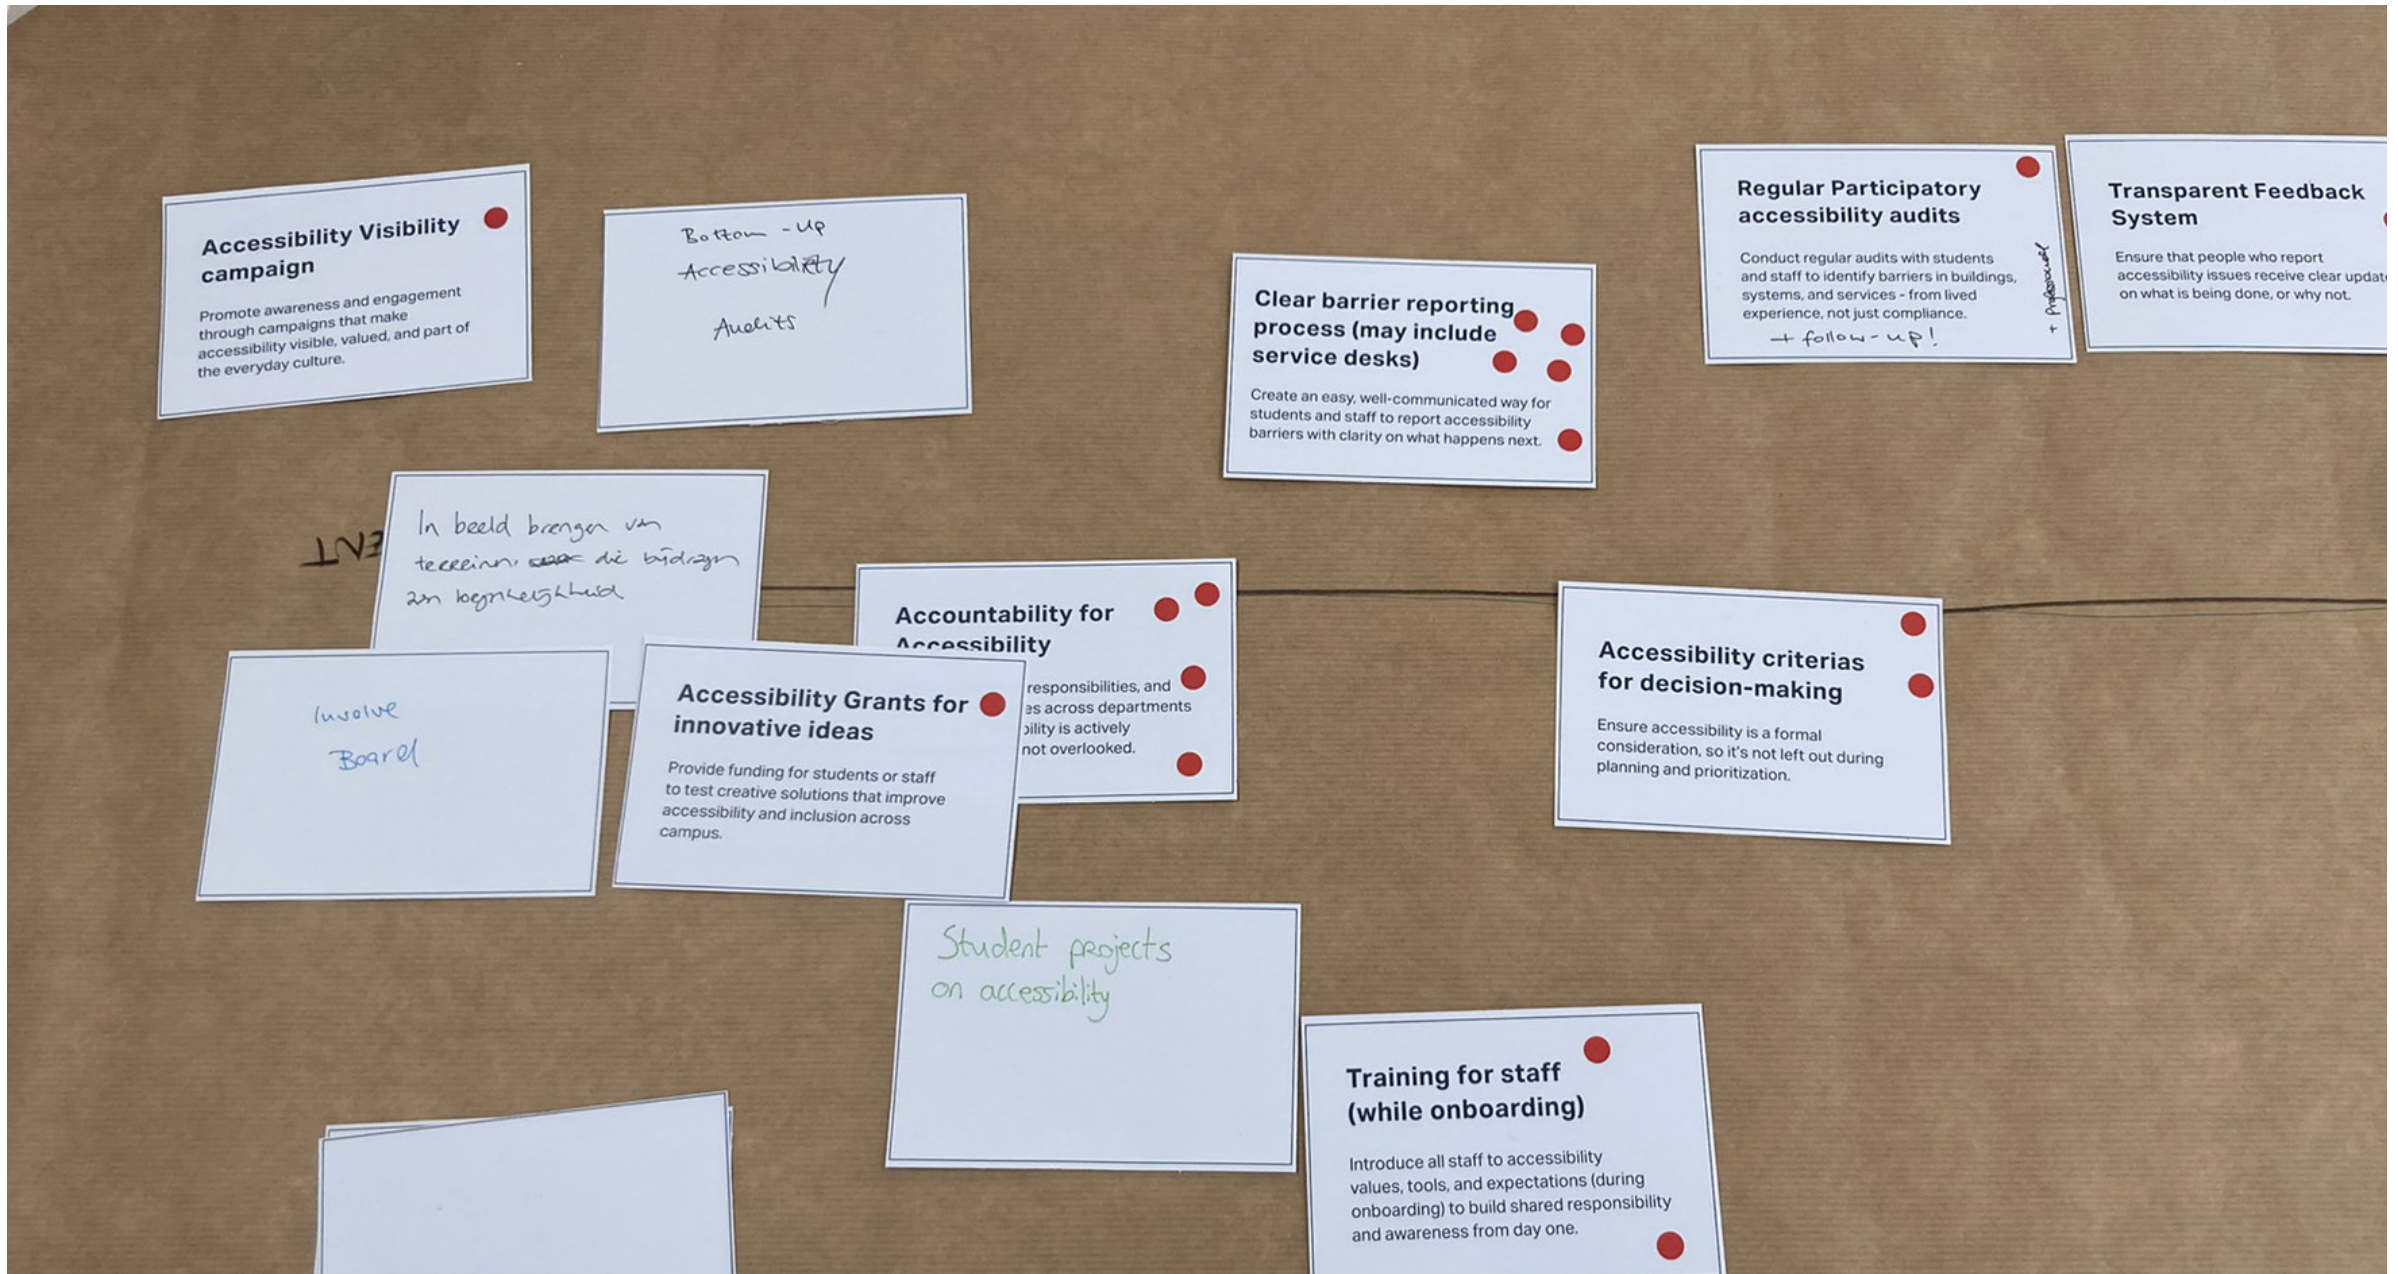 Accessibility Visibility
campaign
Promote awareness and engagement
through campaigns that make
accessibility visible, valued, and part of
the everyday culture.
Bottom-up
Accessibility
Audits
Clear barrier reporting
process (may include
service desks)
Create an easy, well-communicated way for
students and staff to report accessibility
barriers with clarity on what happens next.
Regular Participatory
accessibility audits
Conduct regular audits with students
and staff to identify barriers in buildings,
systems, and services - from lived
experience, not just compliance.
+ follow-up!
+
Transparent Feedback
System
Ensure that people who report
accessibility issues receive clear
on what is being done, or why not.
In beeld brengen van
die
ENT
Accountability for
Accessibility
responsibilities, and
across departments
is actively
not overlooked.
Involve
Board
Accessibility Grants for
innovative ideas
Provide funding for students or staff
to test creative solutions that improve
accessibility and inclusion across
campus.
Accessibility criterias
for decision-making
Ensure accessibility is a formal
consideration, so it's not left out during
planning and prioritization.
Student projects
on accessibility
Training for staff
(while onboarding)
Introduce all staff to accessibility
values, tools, and expectations (during
onboarding) to build shared responsibility
and awareness from day one.